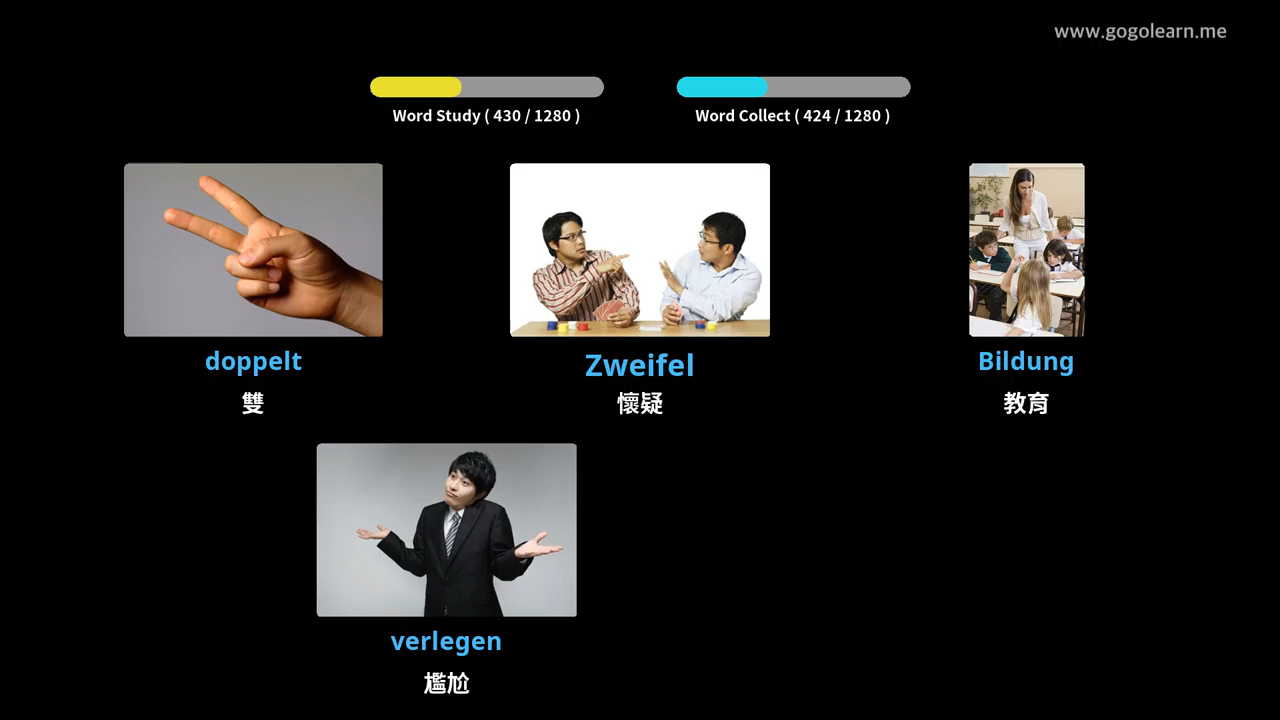 www.gogolearn.me
Word Study ( 430 / 1280 )
Word Collect ( 424 / 1280 )
doppelt
雙
Zweifel
懷疑
Bildung
教育
verlegen
尷尬